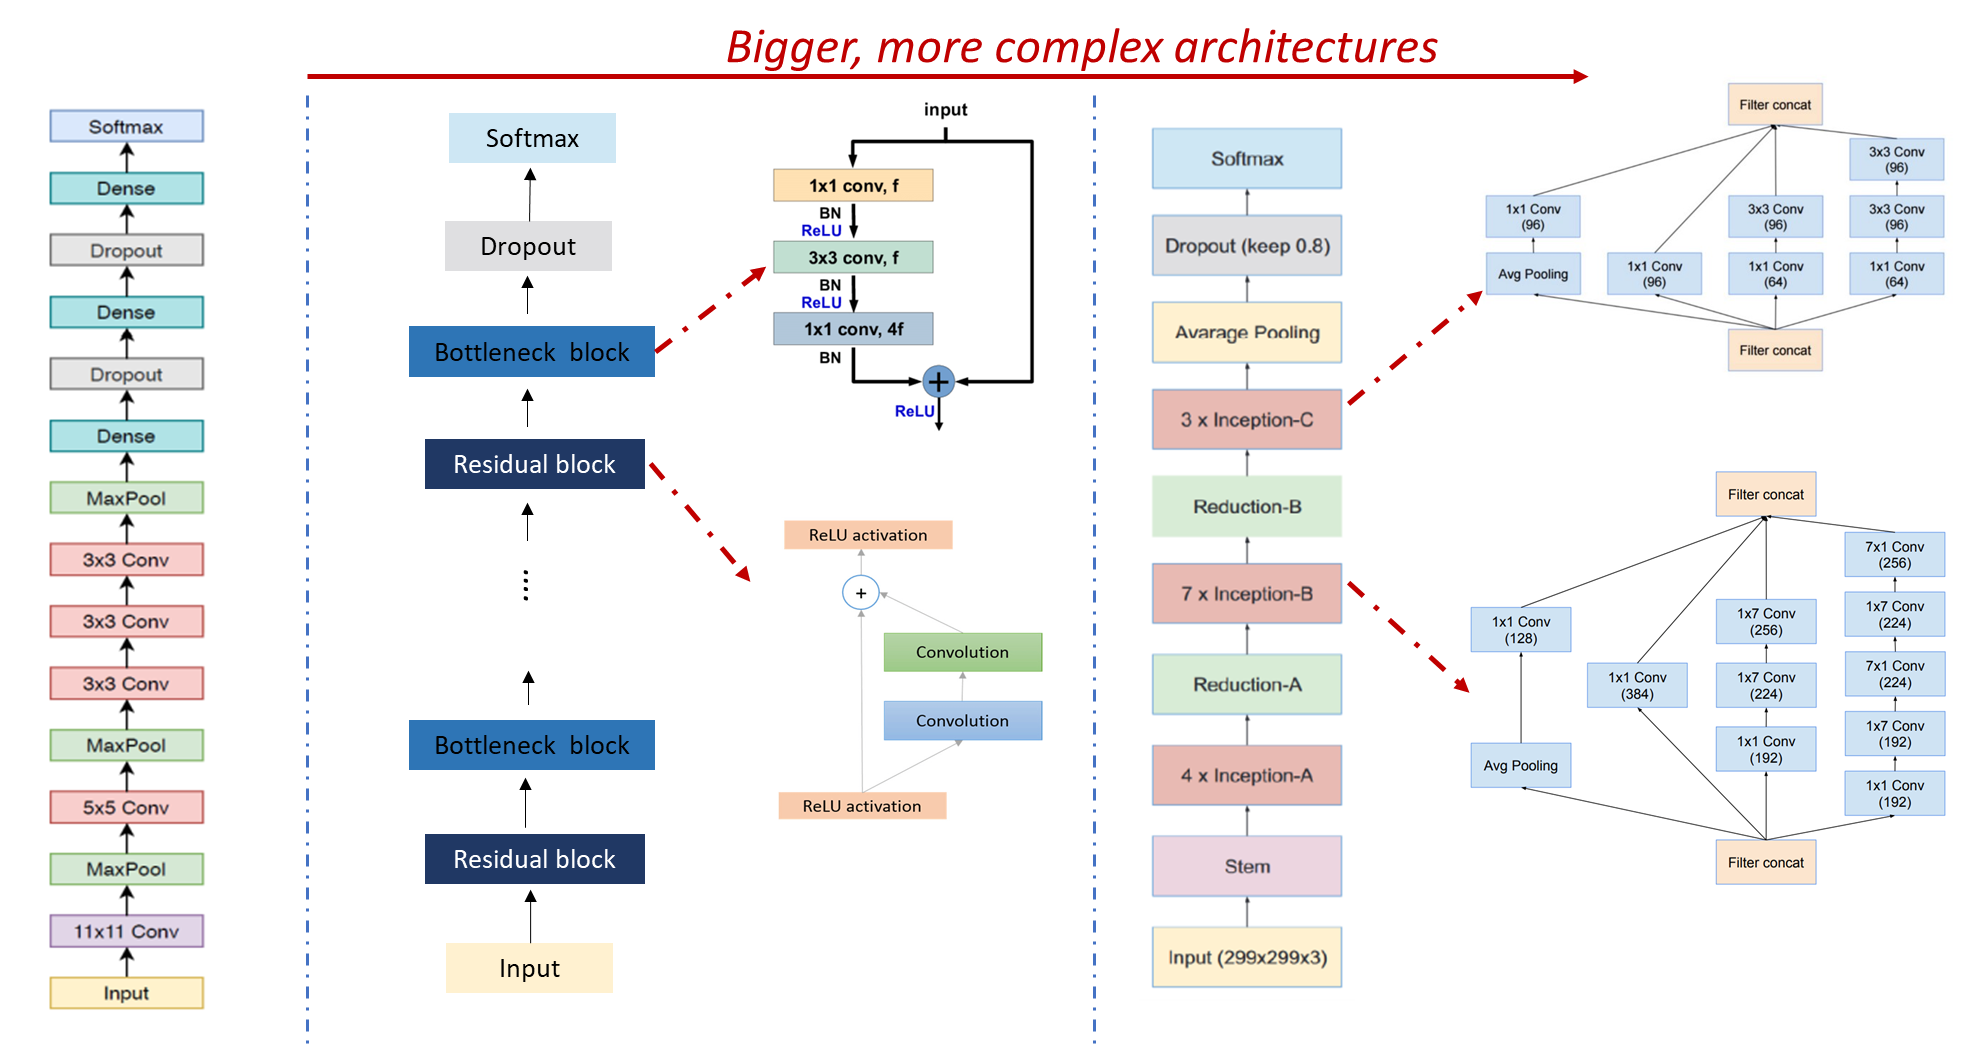 Bigger, more complex architectures
Softmax
Dense
Dropout
Dense
Dropout
Dense
MaxPool
3x3 Conv
3x3 Conv
3x3 Conv
MaxPool
5x5 Conv
MaxPool
11x11 Conv
Input
Softmax
Dropout
Bottleneck block
Residual block
....
Bottleneck block
Residual block
Input
input
1x1 conv, f
BN
ReLU
3x3 conv, f
BN
ReLU
1x1 conv, 4f
BN
+
ReLU
ReLU activation
+
Convolution
Convolution
ReLU activation
Softmax
Dropout (keep 0.8)
Avarage Pooling
3 x Inception-C
Reduction-B
7 x Inception-B
Reduction-A
4 x Inception-A
Stem
Input (299x299x3)
Filter concat
1x1 Conv
(96)
Avg Pooling
1x1 Conv
(96)
3x3 Conv
(96)
1x1 Conv
(64)
3x3 Conv
(96)
3x3 Conv
(96)
1x1 Conv
(64)
Filter concat
Filter concat
1x1 Conv
(128)
Avg Pooling
1x1 Conv
(384)
1x7 Conv
(256)
1x7 Conv
(224)
1x1 Conv
(192)
7x1 Conv
(256)
1x7 Conv
(224)
7x1 Conv
(224)
1x7 Conv
(192)
1x1 Conv
(192)
Filter concat